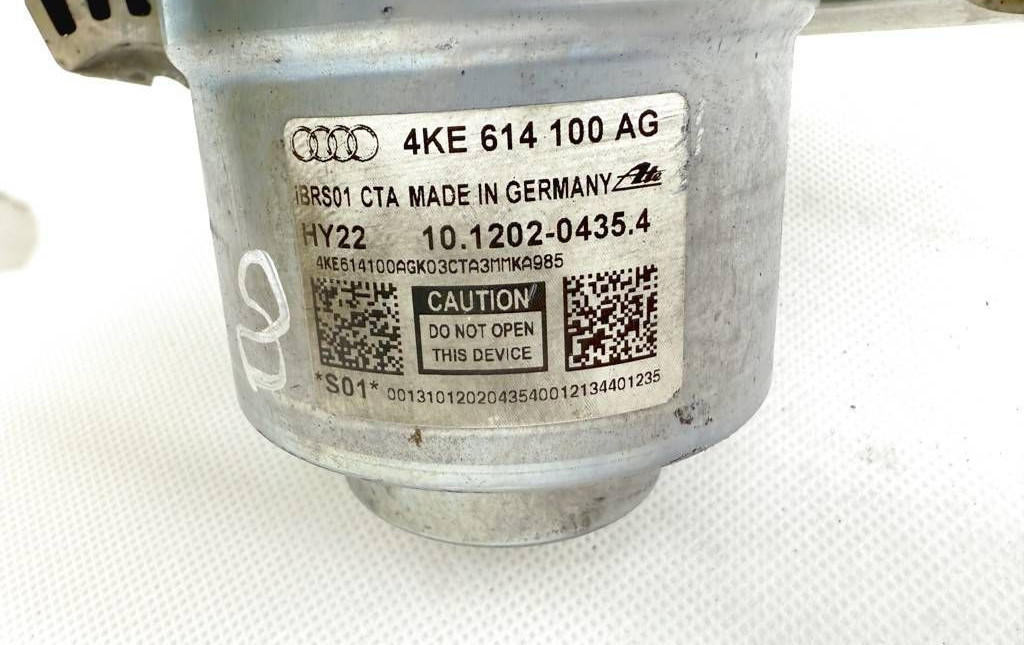 4KE 614 100 AG
iBRS01 CTA MADE IN GERMANY Ate
HY22 10.1202-0435.4
4KE614100AGK03CTA3MMKA985
CAUTION
DO NOT OPEN
THIS DEVICE
*S01* 0013101202043540012134401235